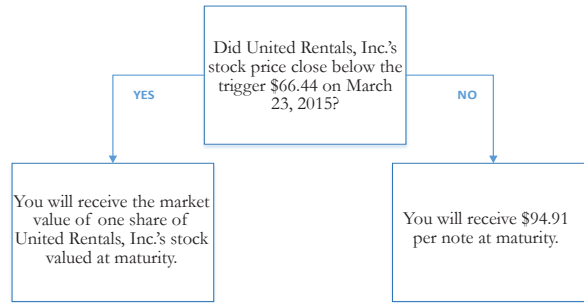 Did United Rentals, Inc.'s
stock price close below the
trigger $66.44 on March
23, 2015?
YES
NO
You will receive the market
value of one share of
United Rentals, Inc.'s stock
valued at maturity.
You will receive $94.91
per note at maturity.